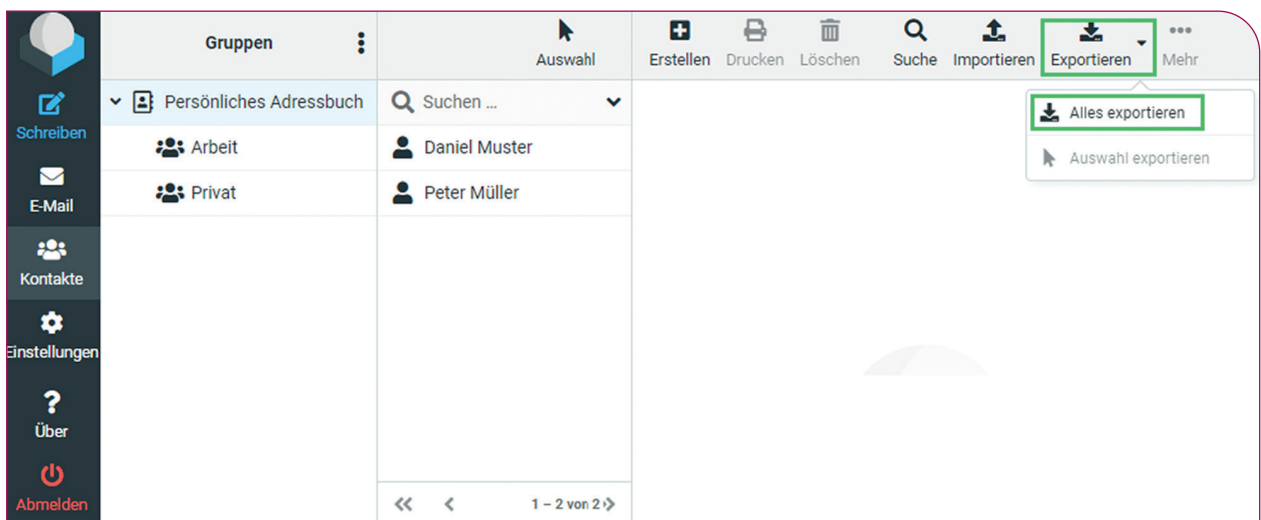 Schreiben
E-Mail
Kontakte
Einstellungen
Über
Abmelden
Gruppen
Persönliches Adressbuch
Arbeit
Privat
Auswahl
Suchen ...
Daniel Muster
Peter Müller
1 – 2 von 2
Erstellen Drucken Löschen Suche Importieren Exportieren Mehr
Alles exportieren
Auswahl exportieren